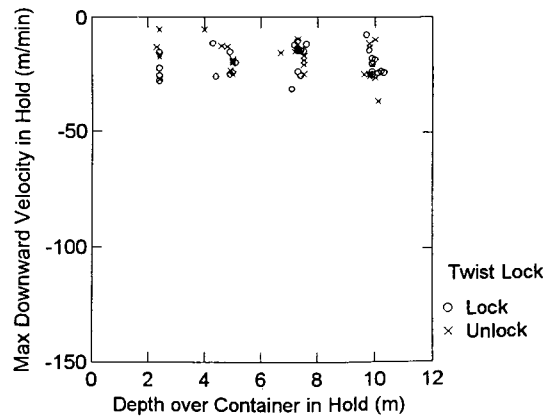 0
-50
-100
-150
Max Downward Velocity in Hold (m/min)
0 2 4 6 8 10 12
Depth over Container in Hold (m)
Twist Lock
○ Lock
× Unlock